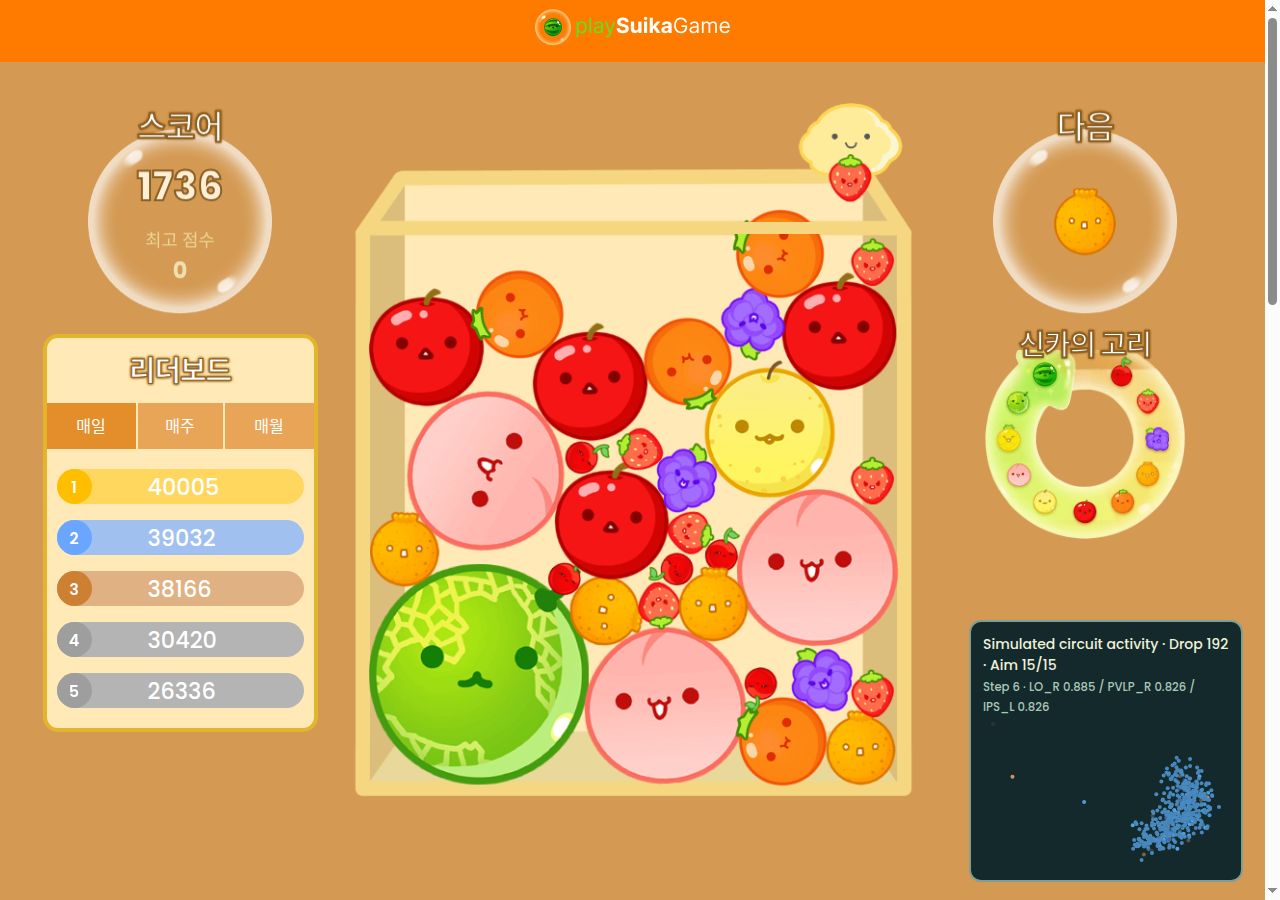 playSuikaGame
스코어
1736
최고 점수
0
다음
신카의 고리
리더보드
매일 매주 매월
1 40005
2 39032
3 38166
4 30420
5 26336
Simulated circuit activity · Drop 192
· Aim 15/15
Step 6 · LO_R 0.885 / PVLP_R 0.826 /
IPS_L 0.826